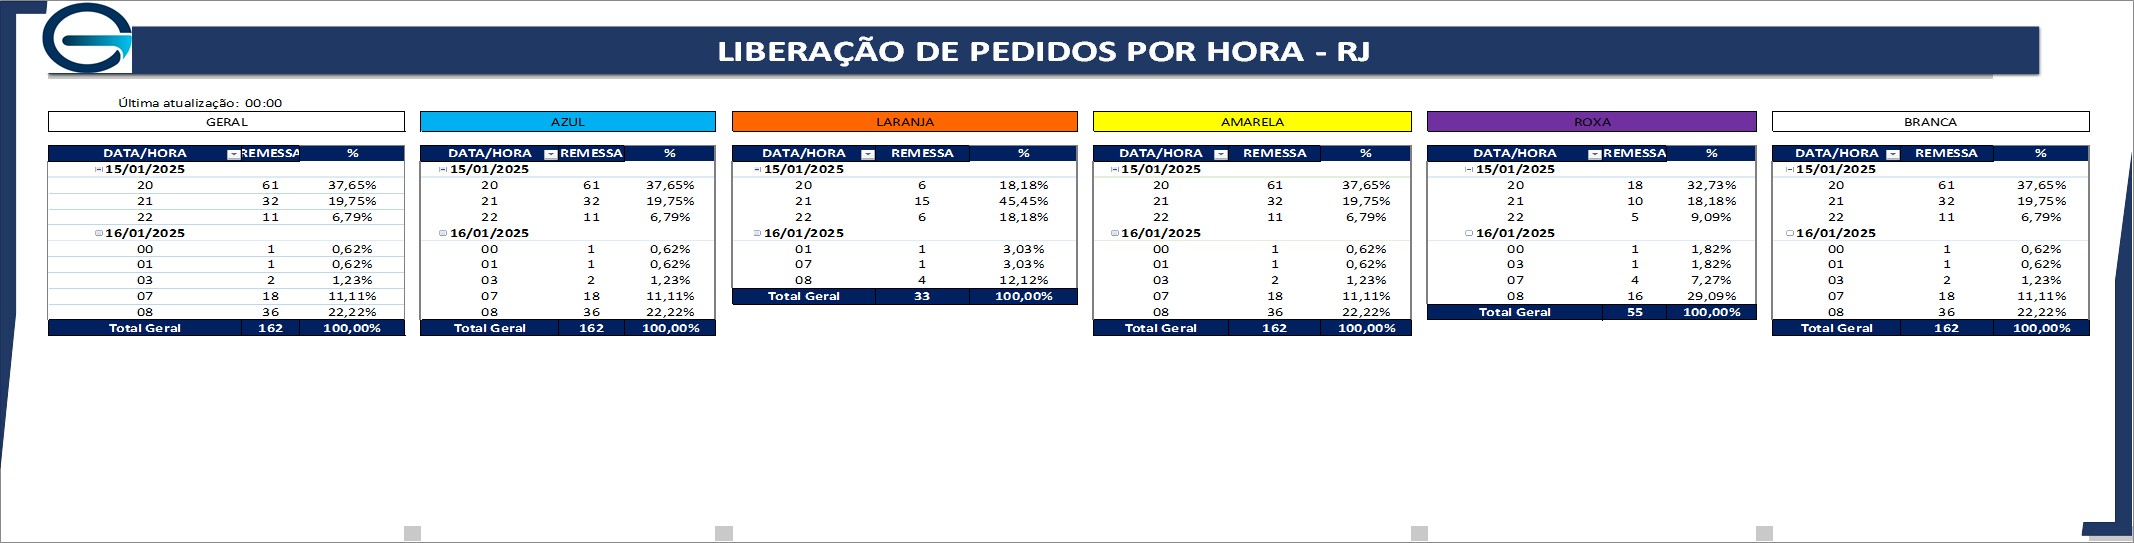 LIBERAÇÃO DE PEDIDOS POR HORA - RJ
Última atualização: 00:00
GERAL
DATA/HORA REMESSA %
15/01/2025
20 61 37,65%
21 32 19,75%
22 11 6,79%
16/01/2025
00 1 0,62%
01 1 0,62%
03 2 1,23%
07 18 11,11%
08 36 22,22%
Total Geral 162 100,00%
AZUL
DATA/HORA REMESSA %
15/01/2025
20 61 37,65%
21 32 19,75%
22 11 6,79%
16/01/2025
00 1 0,62%
01 1 0,62%
03 2 1,23%
07 18 11,11%
08 36 22,22%
Total Geral 162 100,00%
LARANJA
DATA/HORA REMESSA %
15/01/2025
20 6 18,18%
21 15 45,45%
22 6 18,18%
16/01/2025
01 1 3,03%
07 1 3,03%
08 4 12,12%
Total Geral 33 100,00%
AMARELA
DATA/HORA REMESSA %
15/01/2025
20 61 37,65%
21 32 19,75%
22 11 6,79%
16/01/2025
00 1 0,62%
01 1 0,62%
03 2 1,23%
07 18 11,11%
08 36 22,22%
Total Geral 162 100,00%
ROXA
DATA/HORA REMESSA %
15/01/2025
20 18 32,73%
21 10 18,18%
22 5 9,09%
16/01/2025
00 1 1,82%
03 1 1,82%
07 4 7,27%
08 16 29,09%
Total Geral 55 100,00%
BRANCA
DATA/HORA REMESSA %
15/01/2025
20 61 37,65%
21 32 19,75%
22 11 6,79%
16/01/2025
00 1 0,62%
01 1 0,62%
03 2 1,23%
07 18 11,11%
08 36 22,22%
Total Geral 162 100,00%